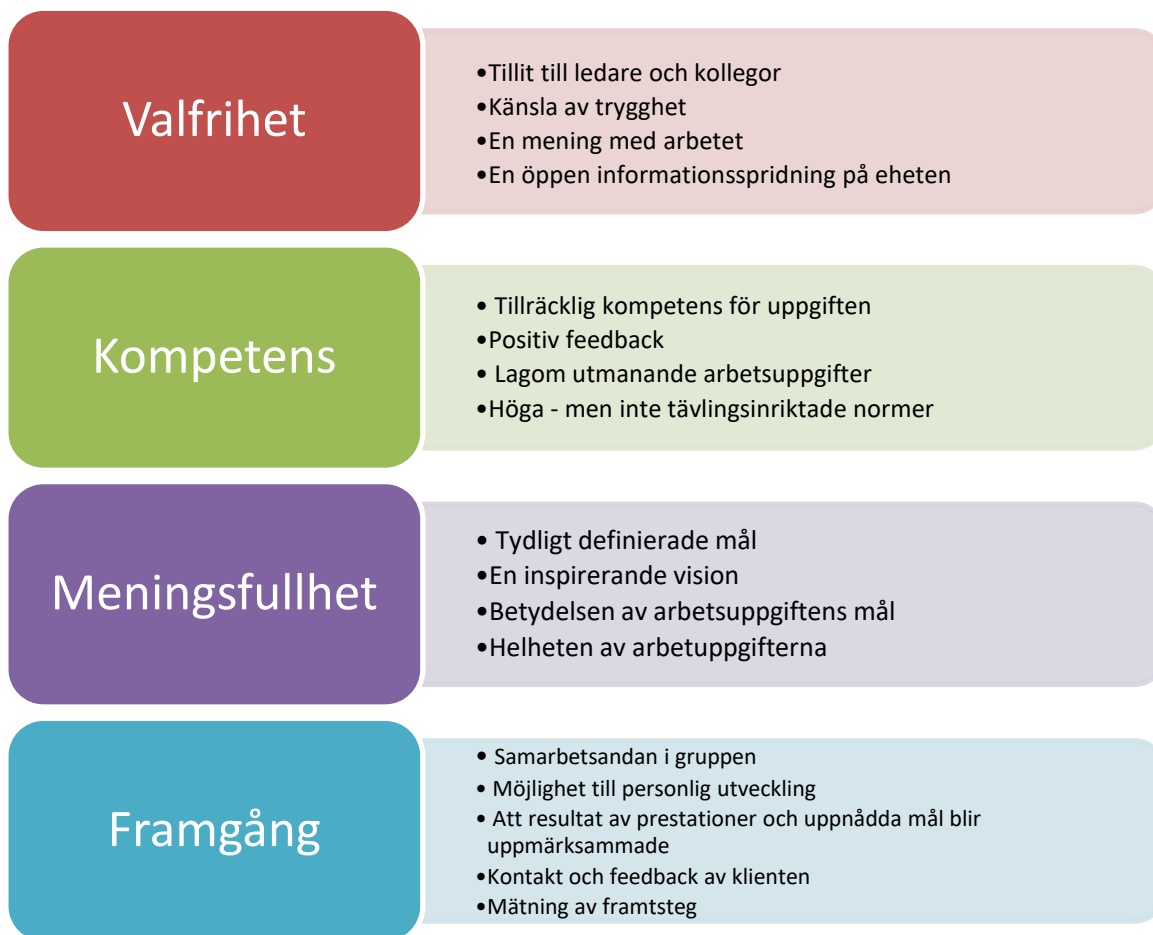 Valfrihet
•Tillit till ledare och kollegor
•Känsla av trygghet
•En mening med arbetet
•En öppen informationsspridning på eheten
Kompetens
• Tillräcklig kompetens för uppgiften
•Positiv feedback
• Lagom utmanande arbetsuppgifter
•Höga - men inte tävlingsinriktade normer
Meningsfullhet
• Tydligt definierade mål
•En inspirerande vision
•Betydelsen av arbetsuppgiftens mål
•Helheten av arbetuppgifterna
Framgång
• Samarbetsandan i gruppen
• Möjlighet till personlig utveckling
• Att resultat av prestationer och uppnådda mål blir
uppmärksammade
•Kontakt och feedback av klienten
•Mätning av framtsteg